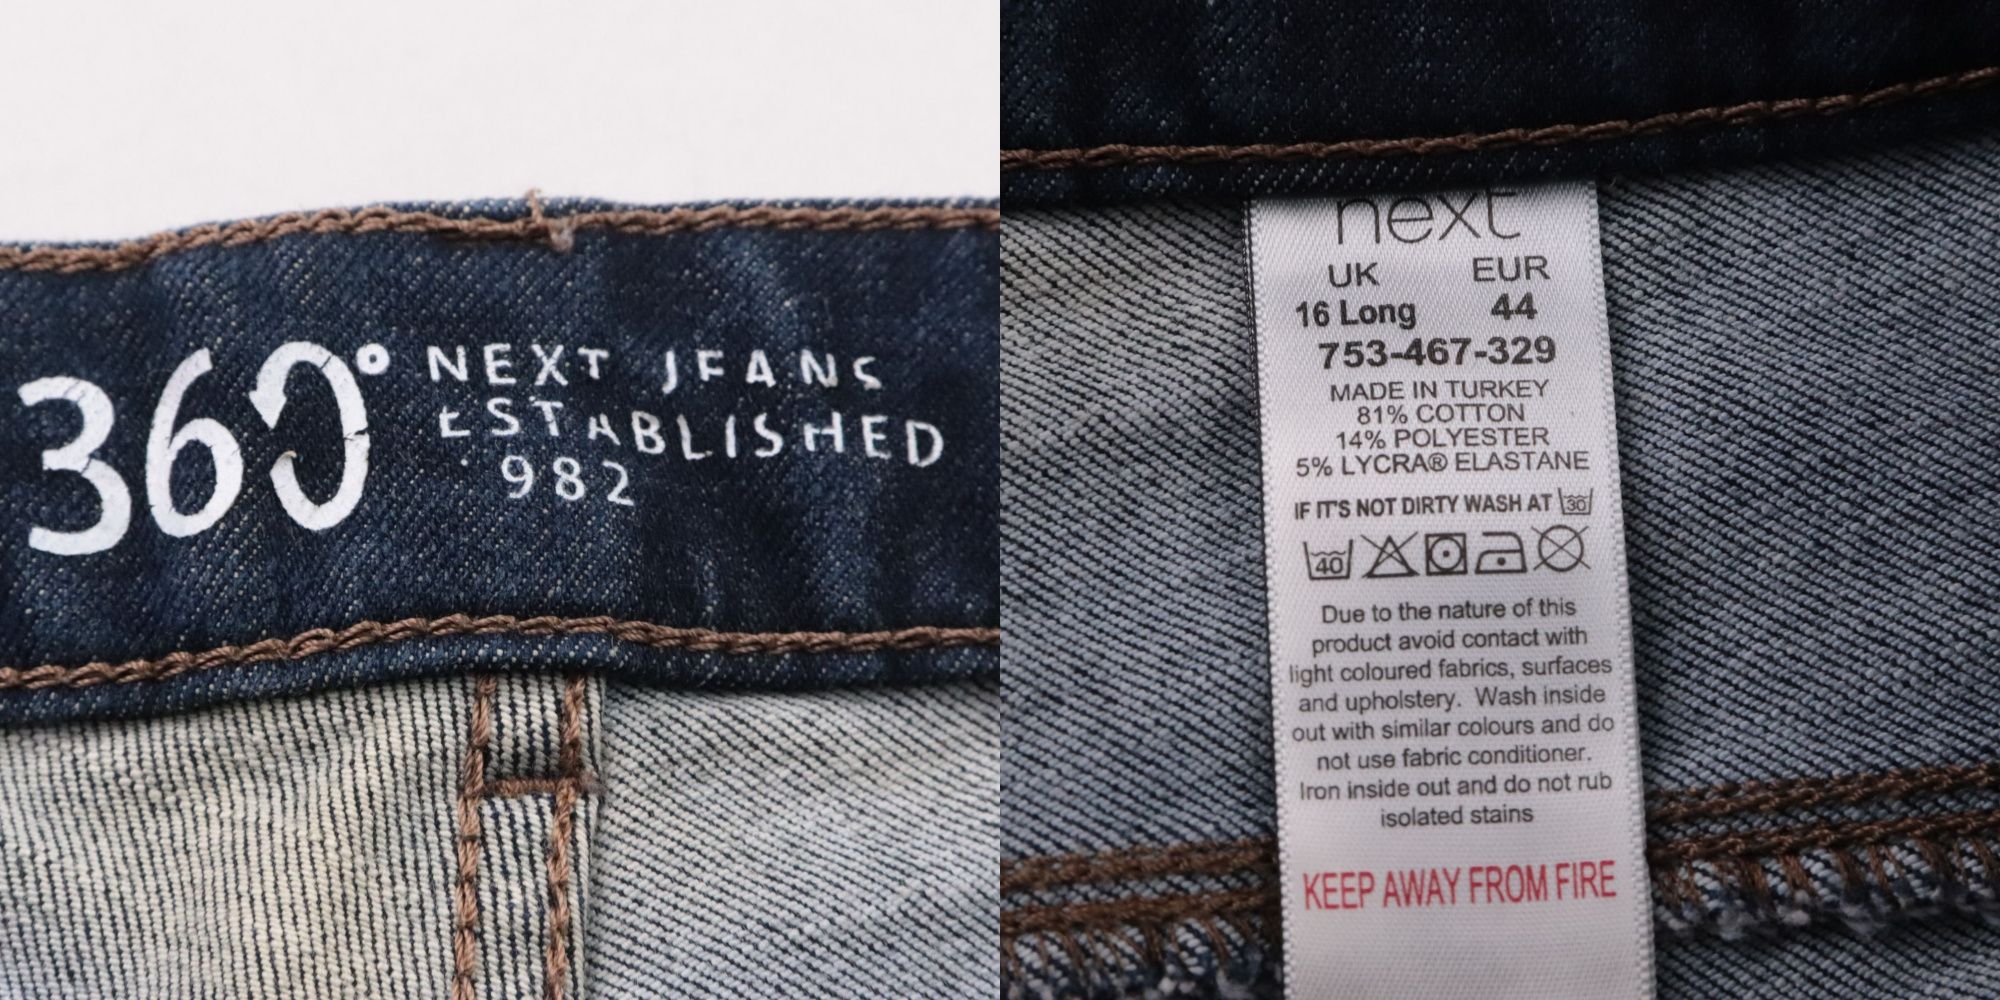 360°
NEXT JEANS
ESTABLISHED
982
next
UK EUR
16 Long 44
753-467-329
MADE IN TURKEY
81% COTTON
14% POLYESTER
5% LYCRA® ELASTANE
IF IT'S NOT DIRTY WASH AT 30
40
Due to the nature of this
product avoid contact with
light coloured fabrics, surfaces
and upholstery. Wash inside
out with similar colours and do
not use fabric conditioner.
Iron inside out and do not rub
isolated stains
KEEP AWAY FROM FIRE